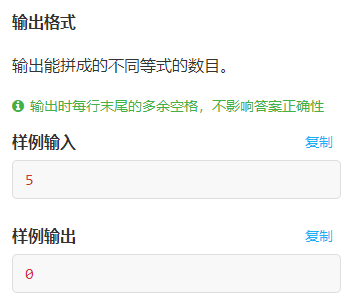 输出格式
输出能拼成的不同等式的数目。
输出时每行末尾的多余空格，不影响答案正确性
样例输入 复制
5
样例输出 复制
0